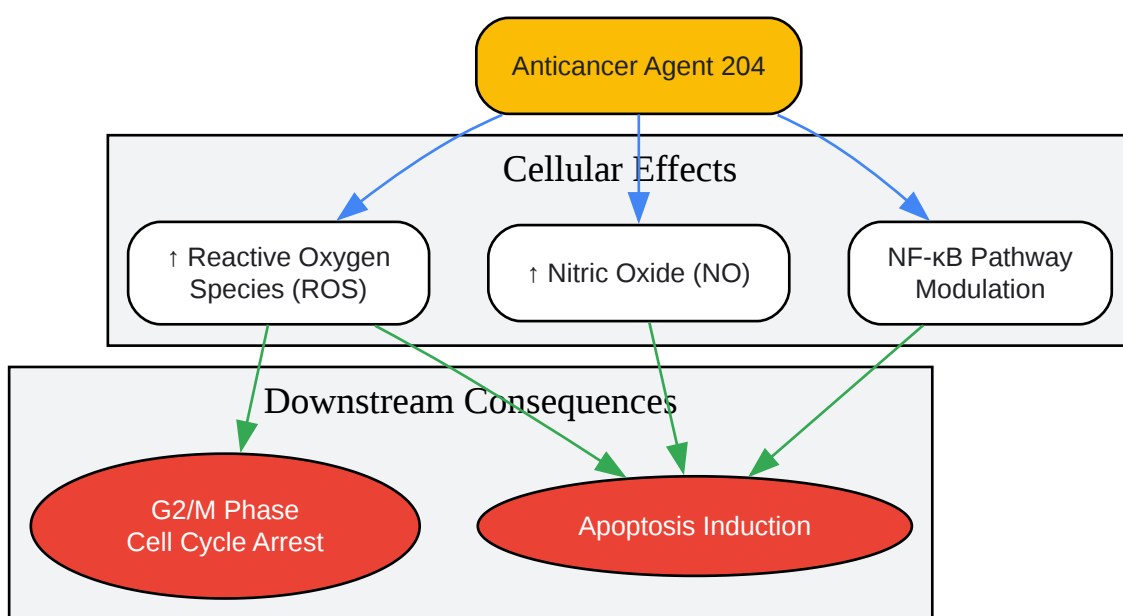 Anticancer Agent 204
Cellular Effects
↑ Reactive Oxygen
Species (ROS)
↑ Nitric Oxide (NO)
NF-κB Pathway
Modulation
Downstream Consequences
G2/M Phase
Cell Cycle Arrest
Apoptosis Induction